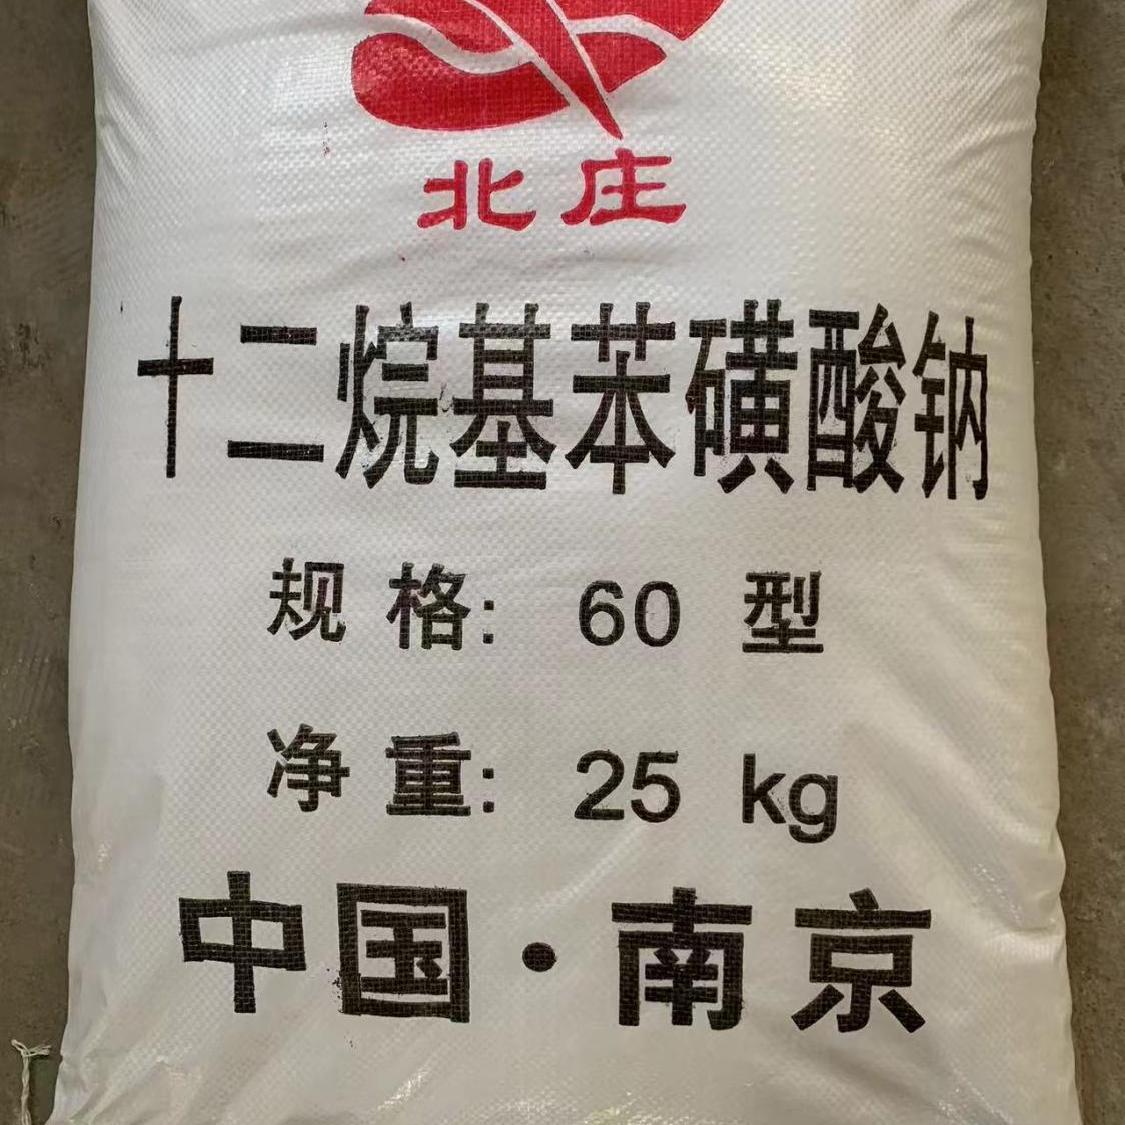 北庄
十二烷基苯磺酸钠
规格: 60 型
净重: 25 kg
中国·南京